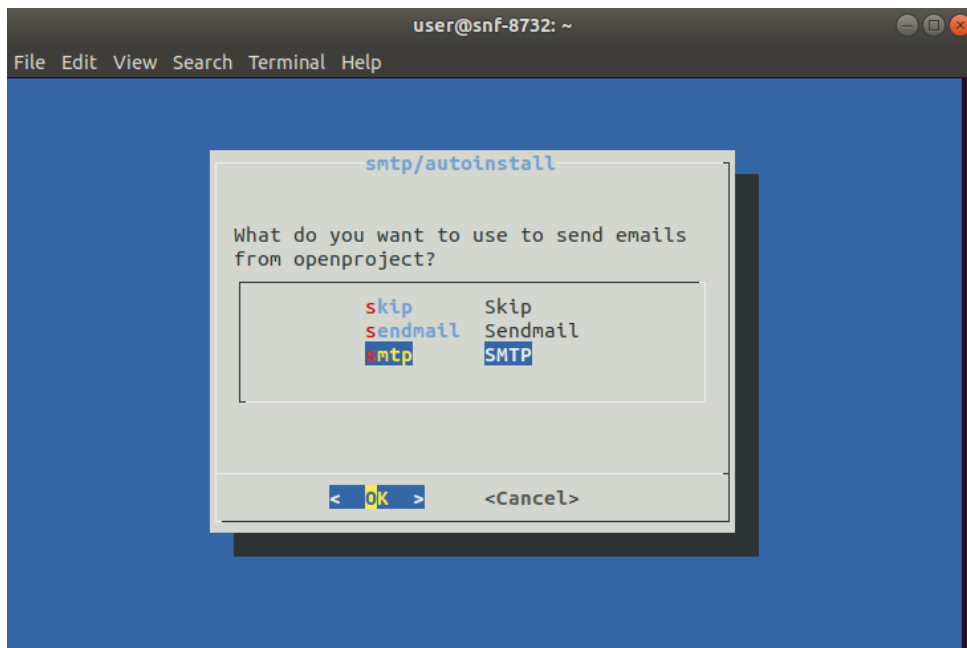 user@snf-8732: ~
File Edit View Search Terminal Help
smtp/autoinstall
What do you want to use to send emails
from openproject?
skip Skip
sendmail Sendmail
smtp SMTP
< OK > <Cancel>